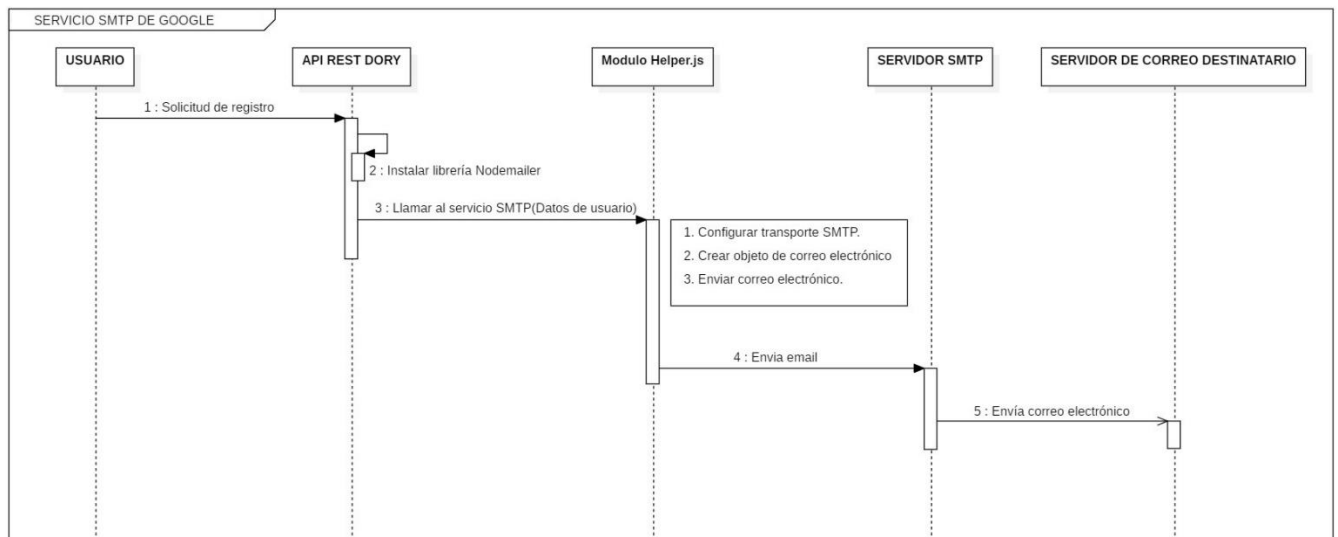 SERVICIO SMTP DE GOOGLE
USUARIO
API REST DORY
Modulo Helper.js
SERVIDOR SMTP
SERVIDOR DE CORREO DESTINATARIO
1 : Solicitud de registro
2 : Instalar librería Nodemailer
3 : Llamar al servicio SMTP(Datos de usuario)
1. Configurar transporte SMTP.
2. Crear objeto de correo electrónico
3. Enviar correo electrónico.
4 : Envia email
5 : Envía correo electrónico